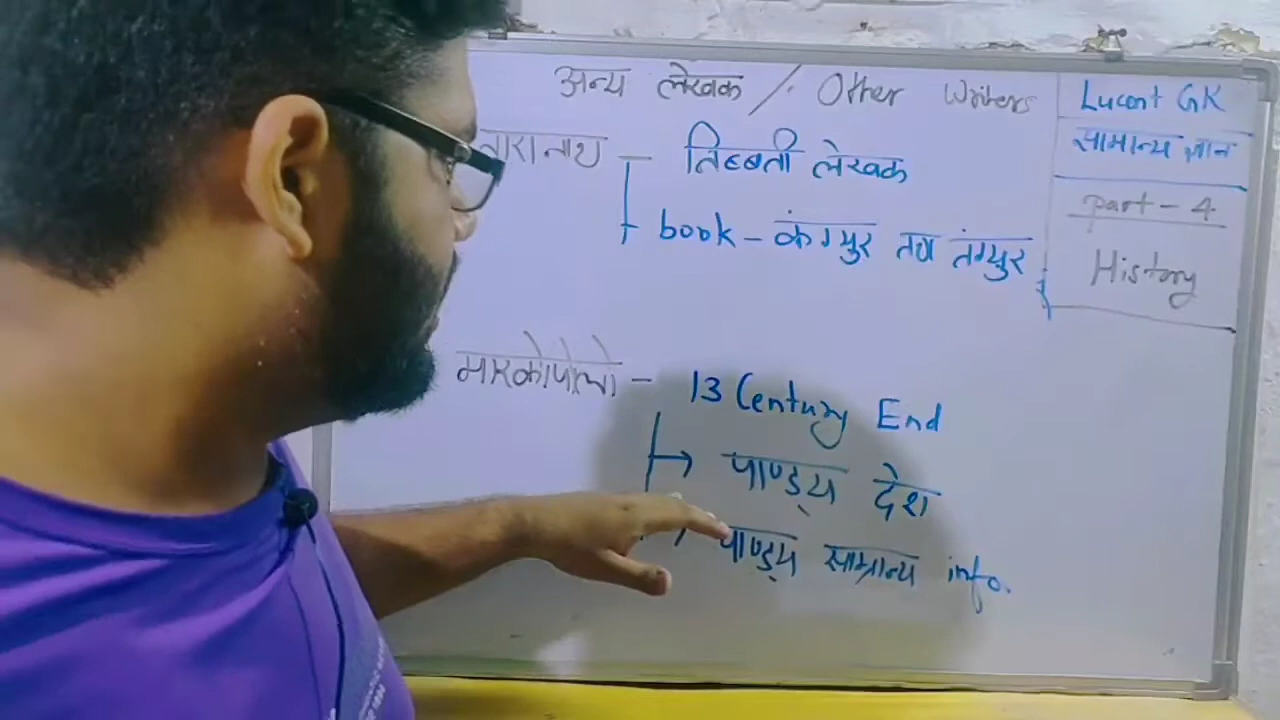 अन्य लेखक / Other Writers
तारानाथ - तिब्बती लेखक
book - कंग्युर तथा तंग्युर
मारकोपोलो - 13 Century End
→ पाण्ड्य देश
→ पाण्ड्य साम्राज्य info.
Lucent GK
सामान्य ज्ञान
part - 4
History